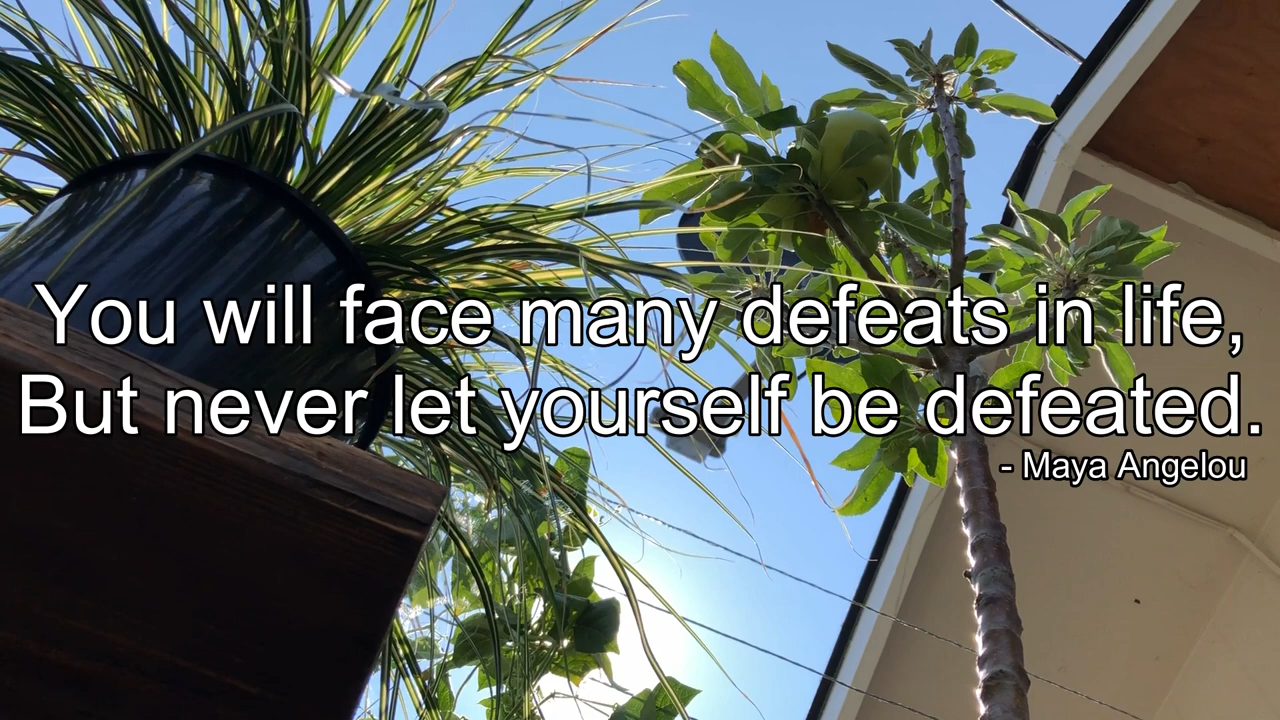 You will face many defeats in life,
But never let yourself be defeated.
- Maya Angelou